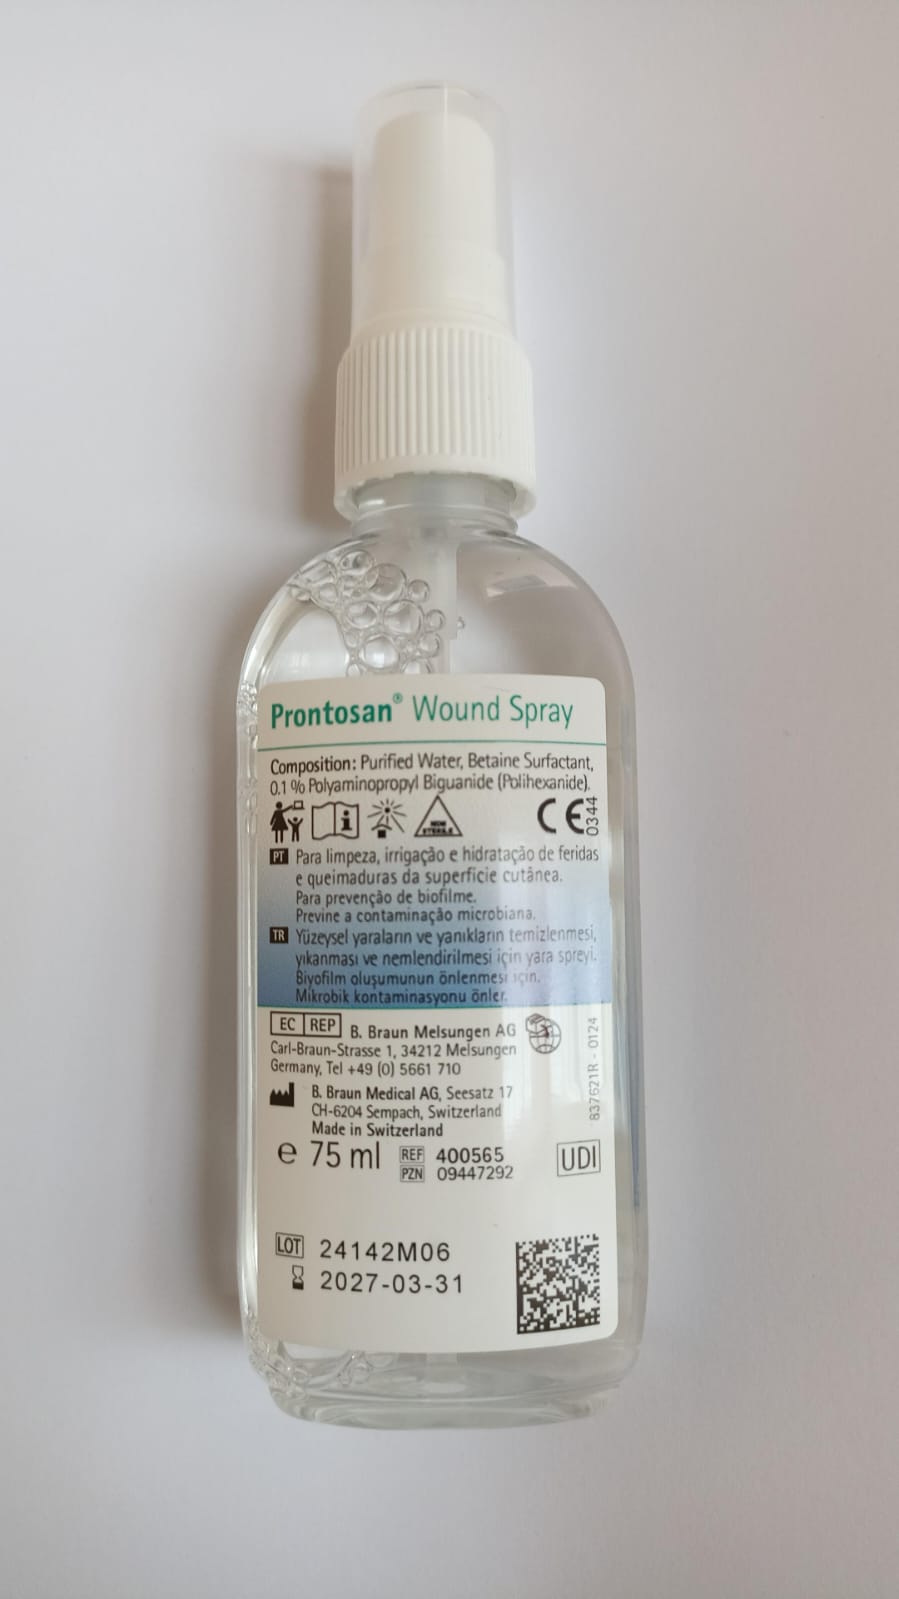 Prontosan® Wound Spray
Composition: Purified Water, Betaine Surfactant,
0.1 % Polyaminopropyl Biguanide (Polihexanide).
NON STERILE
CE 0344
PT Para limpeza, irrigação e hidratação de feridas
e queimaduras da superfície cutânea.
Para prevenção de biofilme.
Previne a contaminação microbiana.
TR Yüzeysel yaraların ve yanıkların temizlenmesi,
yıkanması ve nemlendirilmesi için yara spreyi.
Biyofilm oluşumunun önlenmesi için.
Mikrobik kontaminasyonu önler.
EC REP B. Braun Melsungen AG
Carl-Braun-Strasse 1, 34212 Melsungen
Germany, Tel +49 (0) 5661 710
B. Braun Medical AG, Seesatz 17
CH-6204 Sempach, Switzerland
Made in Switzerland
837621R - 0124
e 75 ml REF 400565
PZN 09447292
UDI
LOT 24142M06
2027-03-31